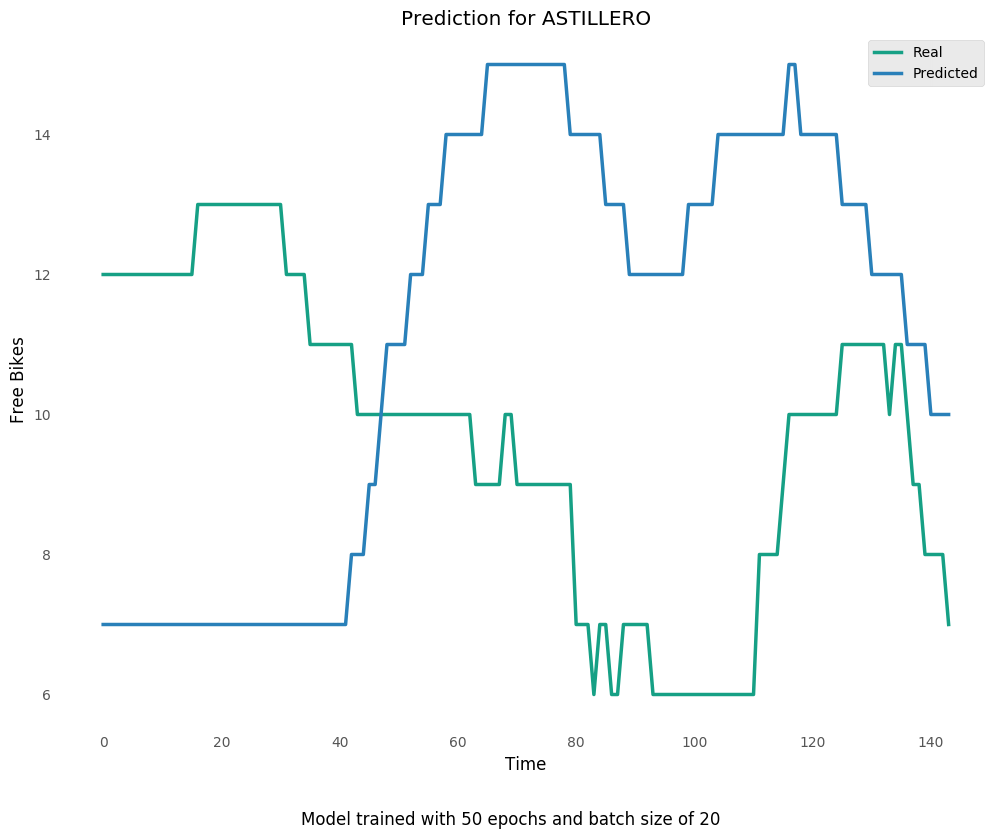 Prediction for ASTILLERO
Real
Predicted
14
12
10
8
6
Free Bikes
0 20 40 60 80 100 120 140
Time
Model trained with 50 epochs and batch size of 20